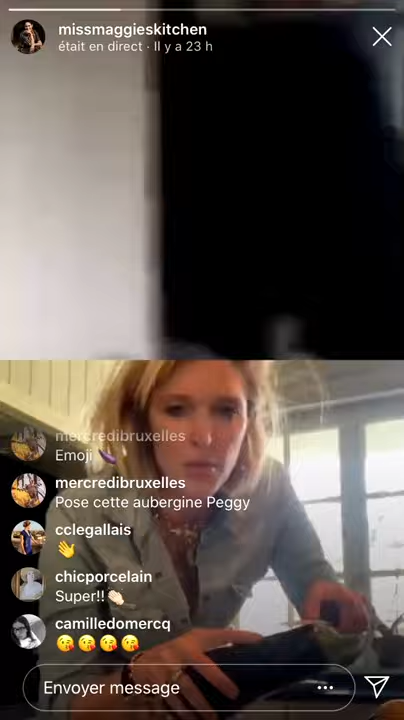 missmaggieskitchen
était en direct · Il y a 23 h
mercredibruxelles
Emoji 🍆
mercredibruxelles
Pose cette aubergine Peggy
cclegallais
👋
chicporcelain
Super!!👏🏻
camilledomercq
😘😘😘😘
Envoyer message